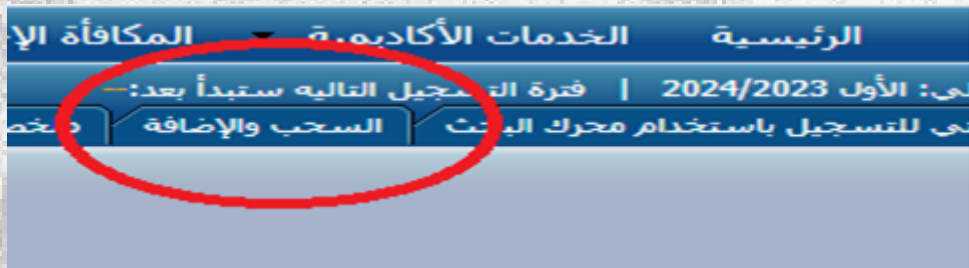 الرئيسية الخدمات الأكاديمية المكافأة
الأول 2024/2023 | فترة التسجيل التاليه ستبدأ بعد:--
للتسجيل باستخدام محرك البحث السحب والإضافة